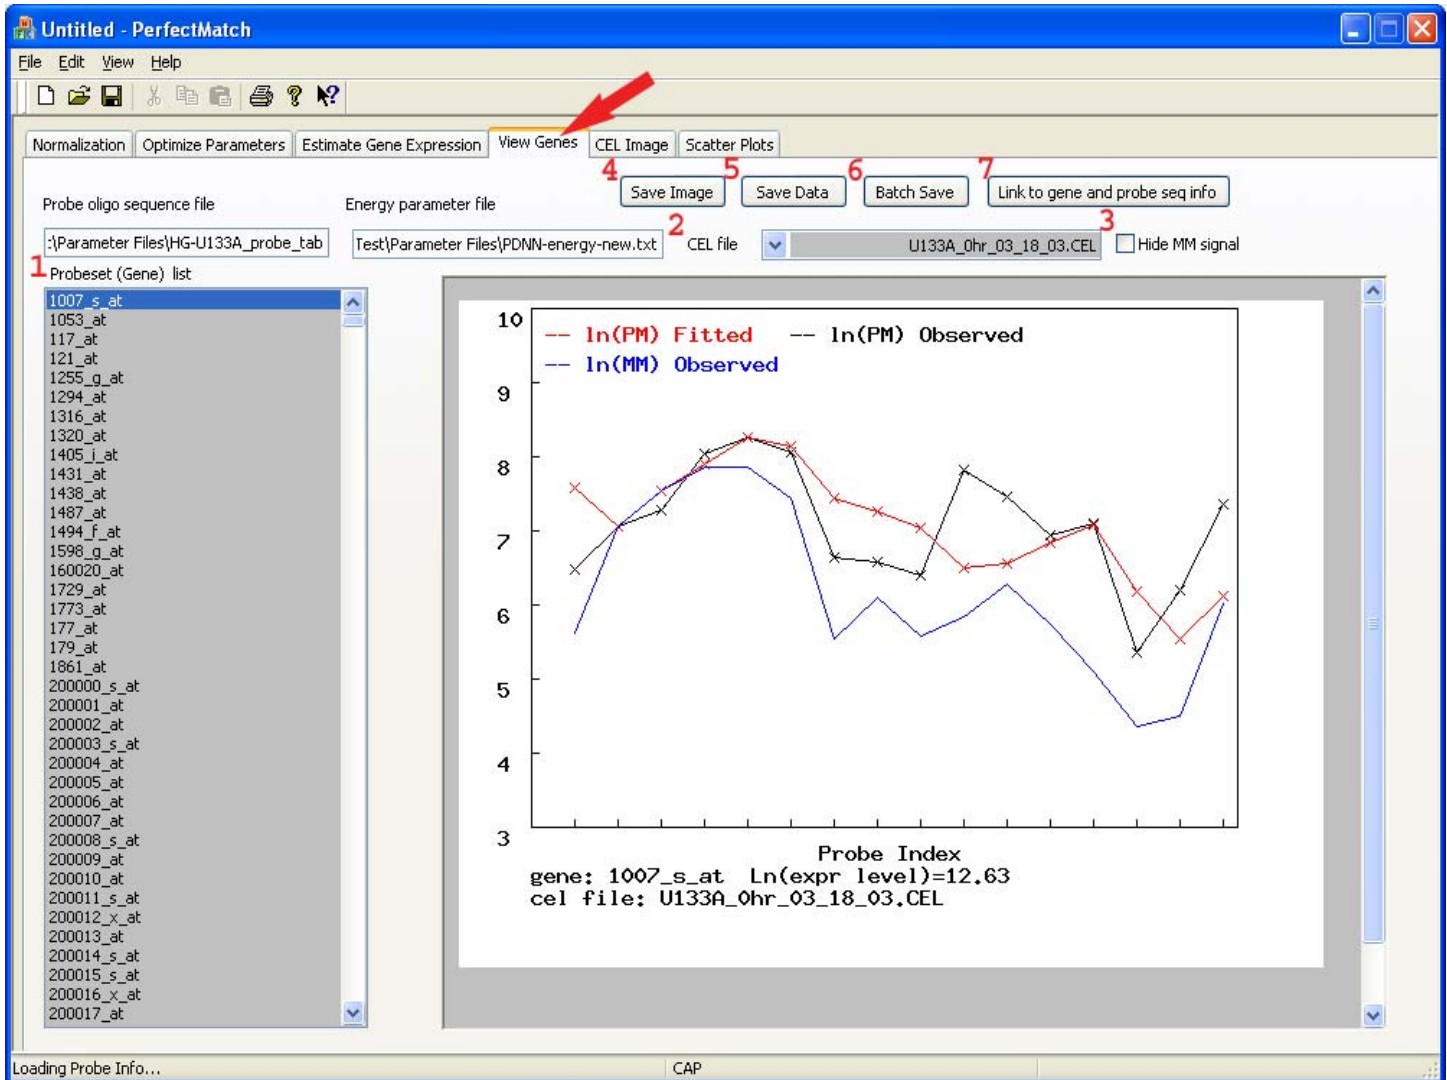 Untitled - PerfectMatch
File Edit View Help
Normalization Optimize Parameters Estimate Gene Expression View Genes CEL Image Scatter Plots
4 Save Image 5 Save Data 6 Batch Save 7 Link to gene and probe seq info
Probe oligo sequence file Energy parameter file
:\Parameter Files\HG-U133A_probe_tab Test\Parameter Files\PDNN-energy-new.txt 2 CEL file U133A_0hr_03_18_03.CEL 3 Hide MM signal
1 Probeset (Gene) list
1007_s_at
1053_at
117_at
121_at
1255_g_at
1294_at
1316_at
1320_at
1405_i_at
1431_at
1438_at
1487_at
1494_f_at
1598_g_at
160020_at
1729_at
1773_at
177_at
179_at
1861_at
200000_s_at
200001_at
200002_at
200003_s_at
200004_at
200005_at
200006_at
200007_at
200008_s_at
200009_at
200010_at
200011_s_at
200012_x_at
200013_at
200014_s_at
200015_s_at
200016_x_at
200017_at
-- ln(PM) Fitted -- ln(PM) Observed
-- ln(MM) Observed
10
9
8
7
6
5
4
3
Probe Index
gene: 1007_s_at Ln(expr level)=12.63
cel file: U133A_0hr_03_18_03.CEL
Loading Probe Info... CAP